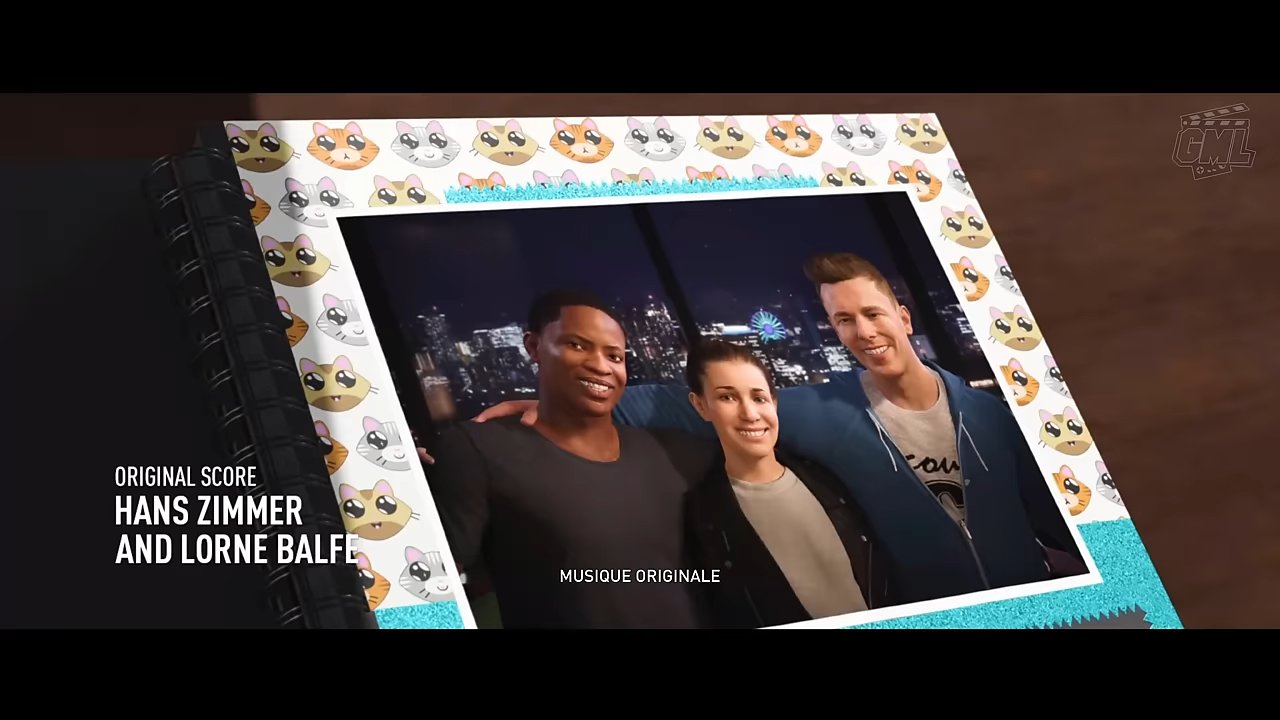 GML
ORIGINAL SCORE
HANS ZIMMER
AND LORNE BALFE
MUSIQUE ORIGINALE